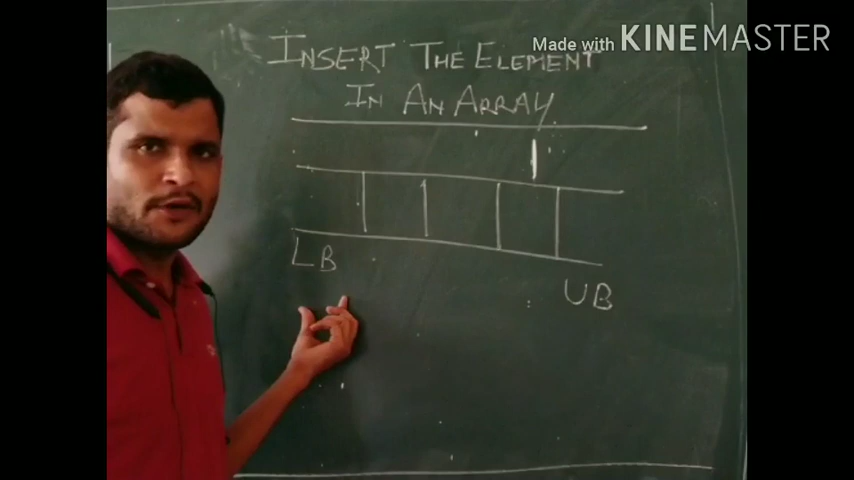 Made with KINEMASTER
INSERT THE ELEMENT
IN AN ARRAY
LB
UB